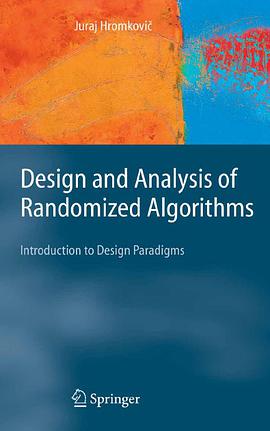 Juraj Hromkovič
Design and Analysis of
Randomized Algorithms
Introduction to Design Paradigms
Springer